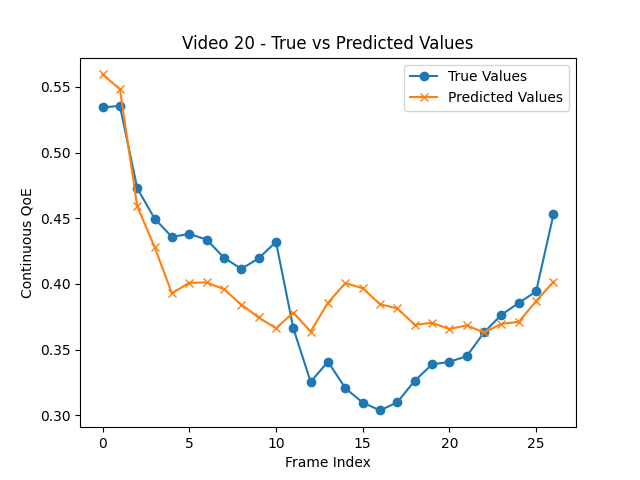 Video 20 - True vs Predicted Values
True Values
Predicted Values
Continuous QoE
0.55
0.50
0.45
0.40
0.35
0.30
0 5 10 15 20 25
Frame Index